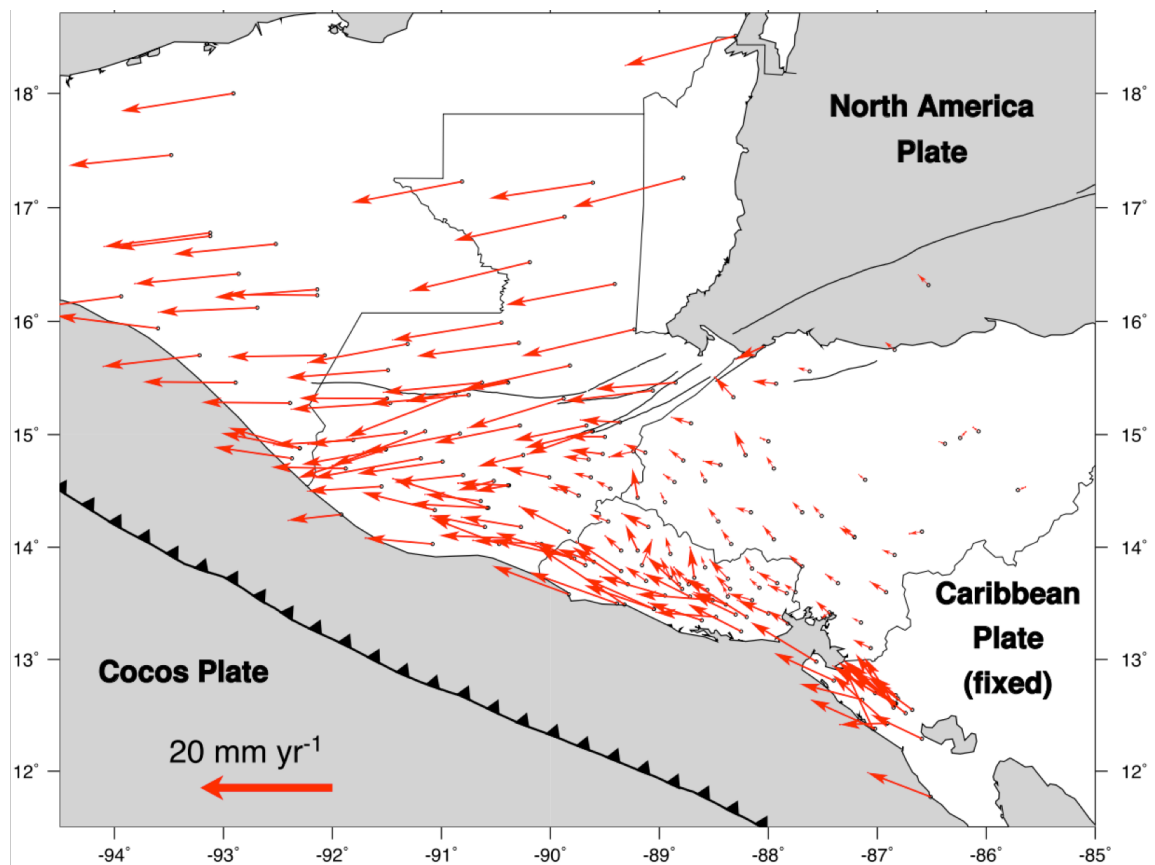 18° 18°
North America
Plate
17° 17°
16° 16°
15° 15°
14° 14°
Caribbean
Plate
(fixed)
13° 13°
Cocos Plate
20 mm yr-1
12° 12°
-94° -93° -92° -91° -90° -89° -88° -87° -86° -85°